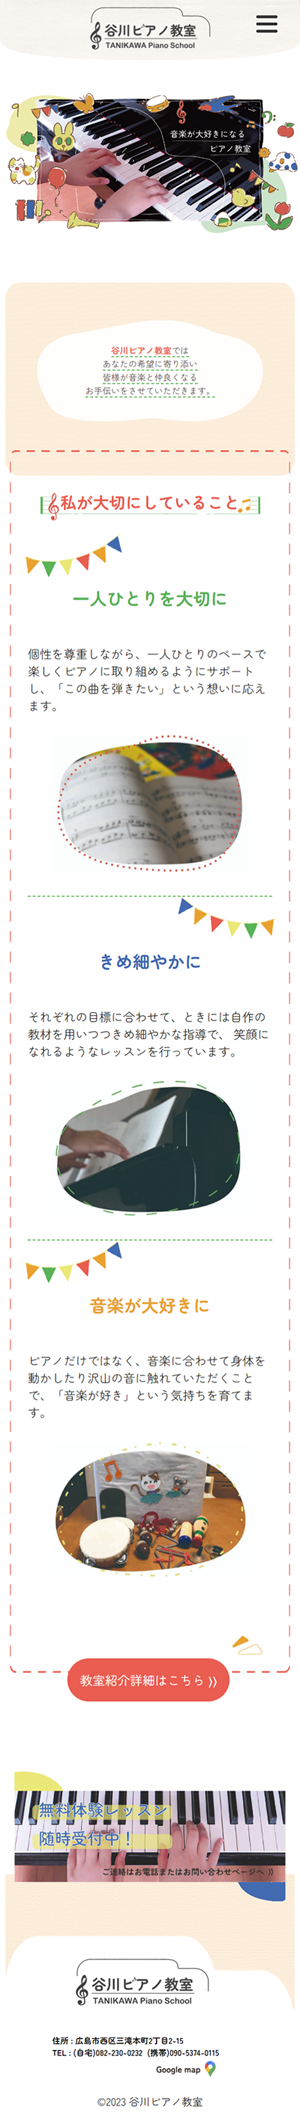 谷川ピアノ教室
TANIKAWA Piano School
音楽が大好きになる
ピアノ教室
谷川ピアノ教室では
あなたの希望に寄り添い
皆様が音楽と仲良くなる
お手伝いをさせていただきます。
私が大切にしていること
一人ひとりを大切に
個性を尊重しながら、一人ひとりのペースで
楽しくピアノに取り組めるようにサポート
し、「この曲を弾きたい」という想いに応え
ます。
きめ細やかに
それぞれの目標に合わせて、ときには自作の
教材を用いつつきめ細やかな指導で、 笑顔に
なれるようなレッスンを行っています。
音楽が大好きに
ピアノだけではなく、音楽に合わせて身体を
動かしたり沢山の音に触れていただくこと
で、「音楽が好き」という気持ちを育てま
す。
教室紹介詳細はこちら ⟩⟩
無料体験レッスン
随時受付中！
ご連絡はお電話またはお問い合わせページへ ⟩⟩
谷川ピアノ教室
TANIKAWA Piano School
住所 : 広島市西区三滝本町2丁目2-15
TEL : (自宅)082-230-0232 (携帯)090-5374-0115
Google map
©2023 谷川ピアノ教室